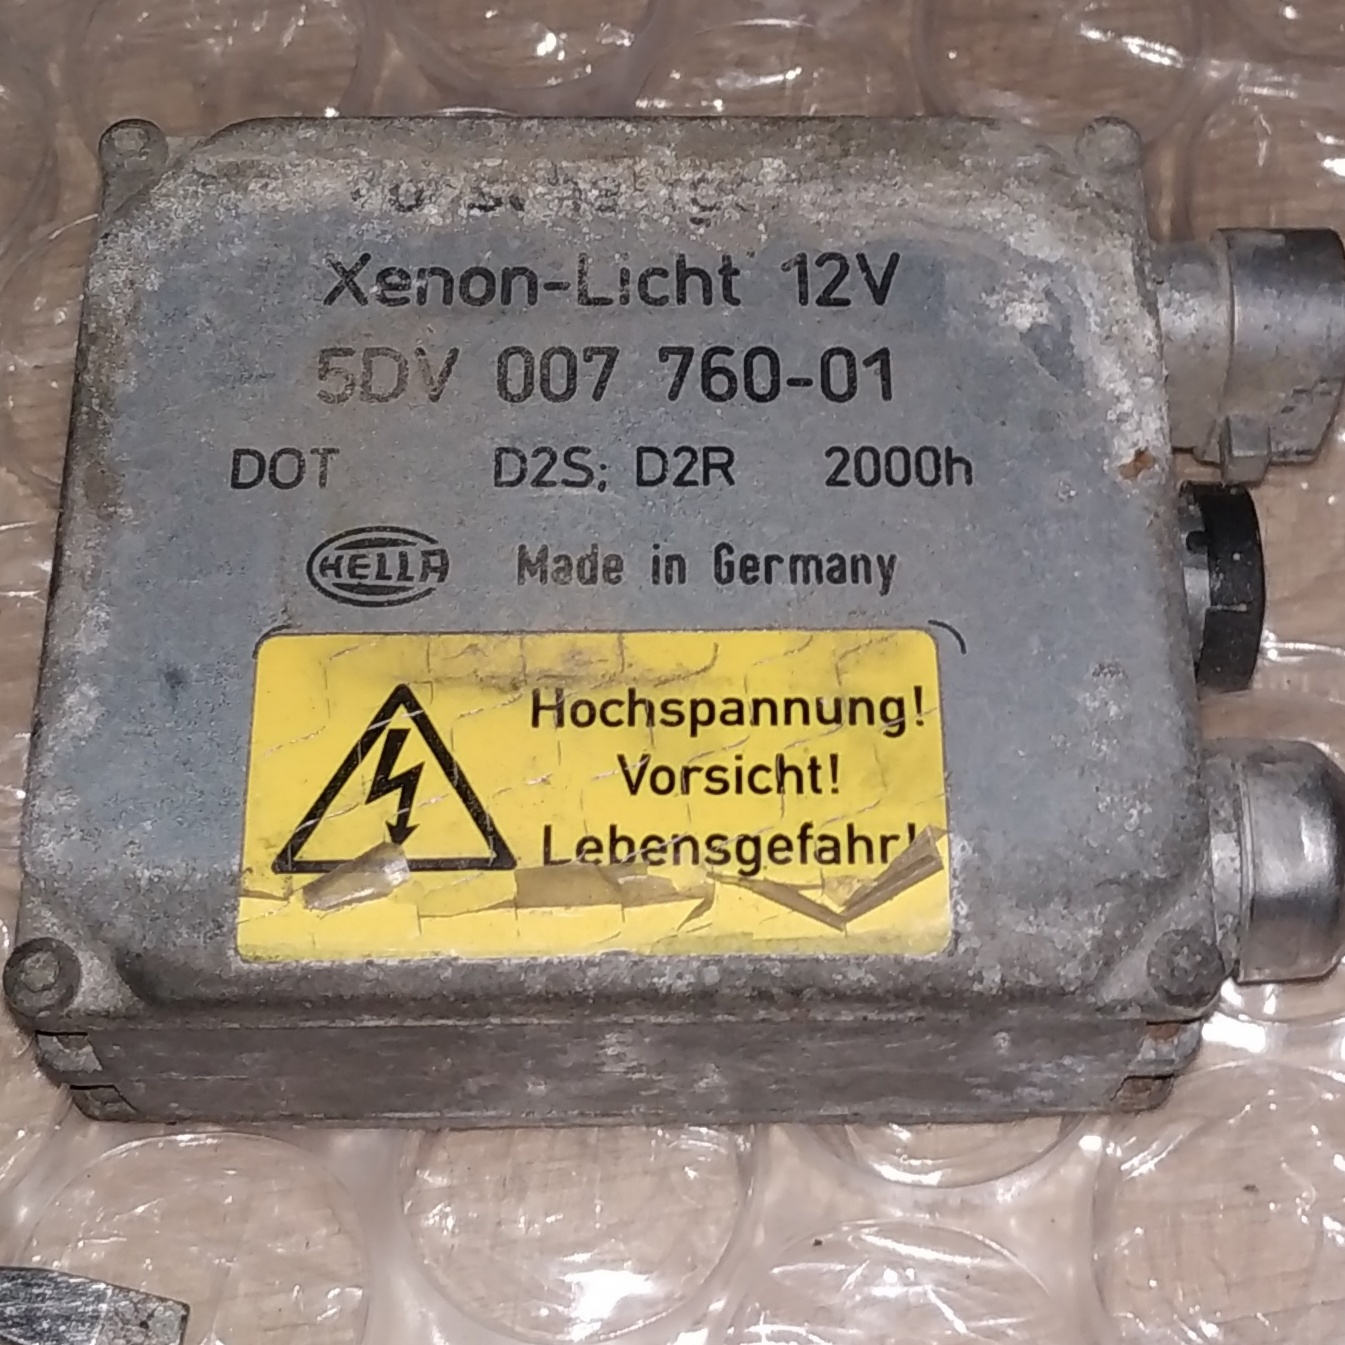 Xenon-Licht 12V
5DV 007 760-01
DOT D2S; D2R 2000h
HELLA Made in Germany
Hochspannung!
Vorsicht!
Lebensgefahr!